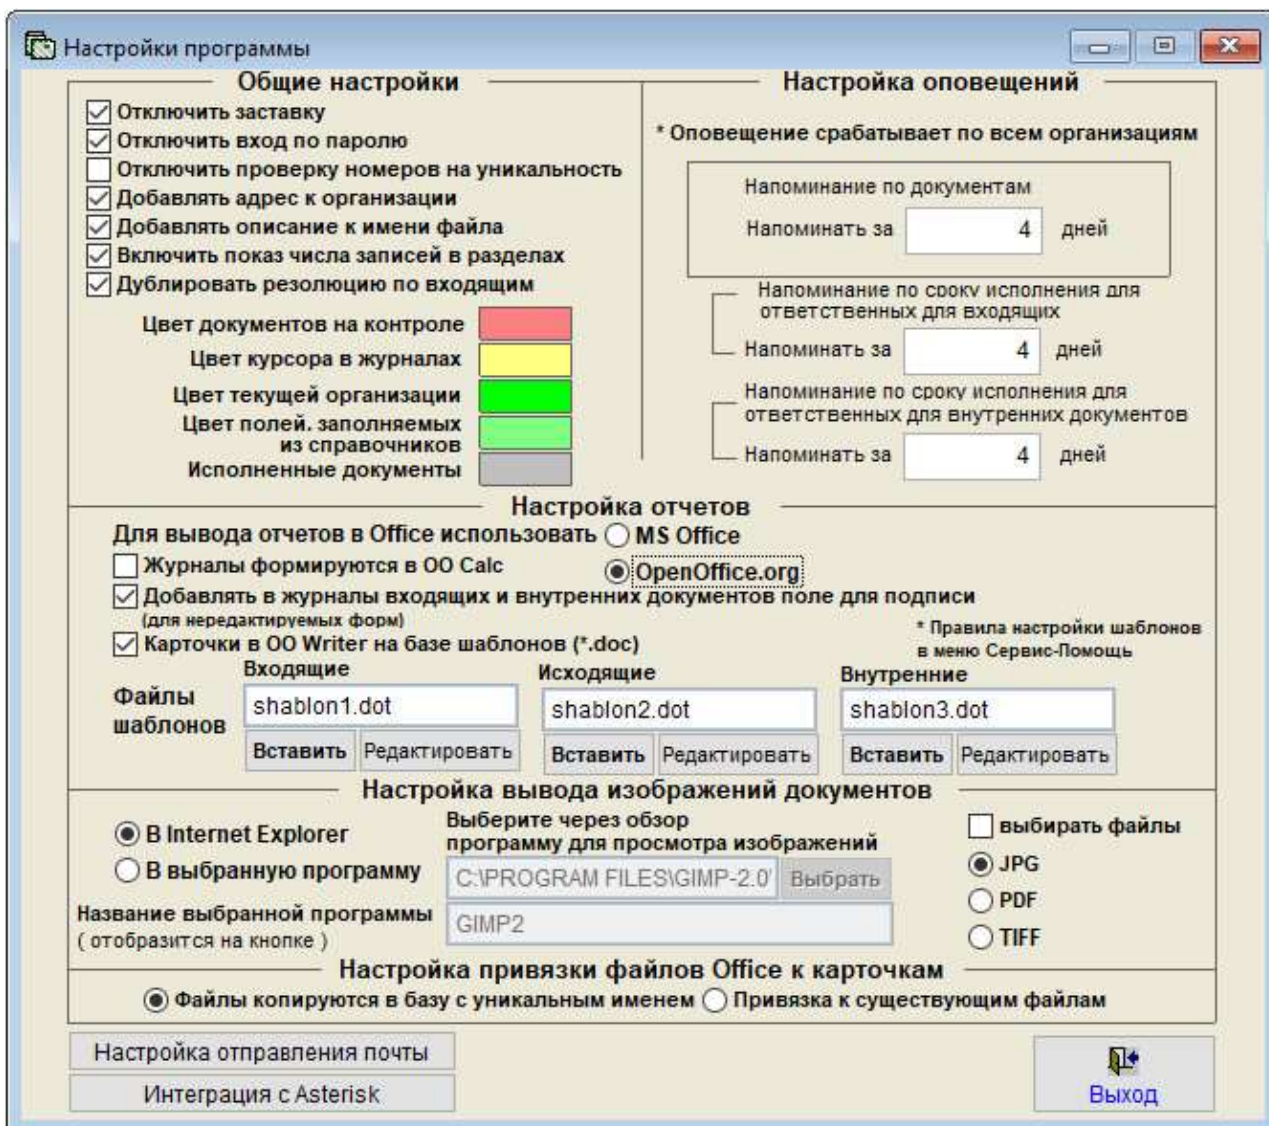 Настройки программы
Общие настройки
Отключить заставку
Отключить вход по паролю
Отключить проверку номеров на уникальность
Добавлять адрес к организации
Добавлять описание к имени файла
Включить показ числа записей в разделах
Дублировать резолюцию по входящим
Цвет документов на контроле
Цвет курсора в журналах
Цвет текущей организации
Цвет полей. заполняемых
из справочников
Исполненные документы
Настройка оповещений
* Оповещение срабатывает по всем организациям
Напоминание по документам
Напоминать за 4 дней
Напоминание по сроку исполнения для
ответственных для входящих
Напоминать за 4 дней
Напоминание по сроку исполнения для
ответственных для внутренних документов
Напоминать за 4 дней
Настройка отчетов
Для вывода отчетов в Office использовать MS Office
Журналы формируются в OO Calc OpenOffice.org
Добавлять в журналы входящих и внутренних документов поле для подписи
(для нередактируемых форм)
Карточки в OO Writer на базе шаблонов (*.doc)
* Правила настройки шаблонов
в меню Сервис-Помощь
Входящие Исходящие Внутренние
Файлы
шаблонов
shablon1.dot shablon2.dot shablon3.dot
Вставить Редактировать Вставить Редактировать Вставить Редактировать
Настройка вывода изображений документов
В Internet Explorer
В выбранную программу
Выберите через обзор
программу для просмотра изображений
C:\PROGRAM FILES\GIMP-2.0\ Выбрать
Название выбранной программы
( отобразится на кнопке )
GIMP2
выбирать файлы
JPG
PDF
TIFF
Настройка привязки файлов Office к карточкам
Файлы копируются в базу с уникальным именем Привязка к существующим файлам
Настройка отправления почты
Интеграция с Asterisk
Выход